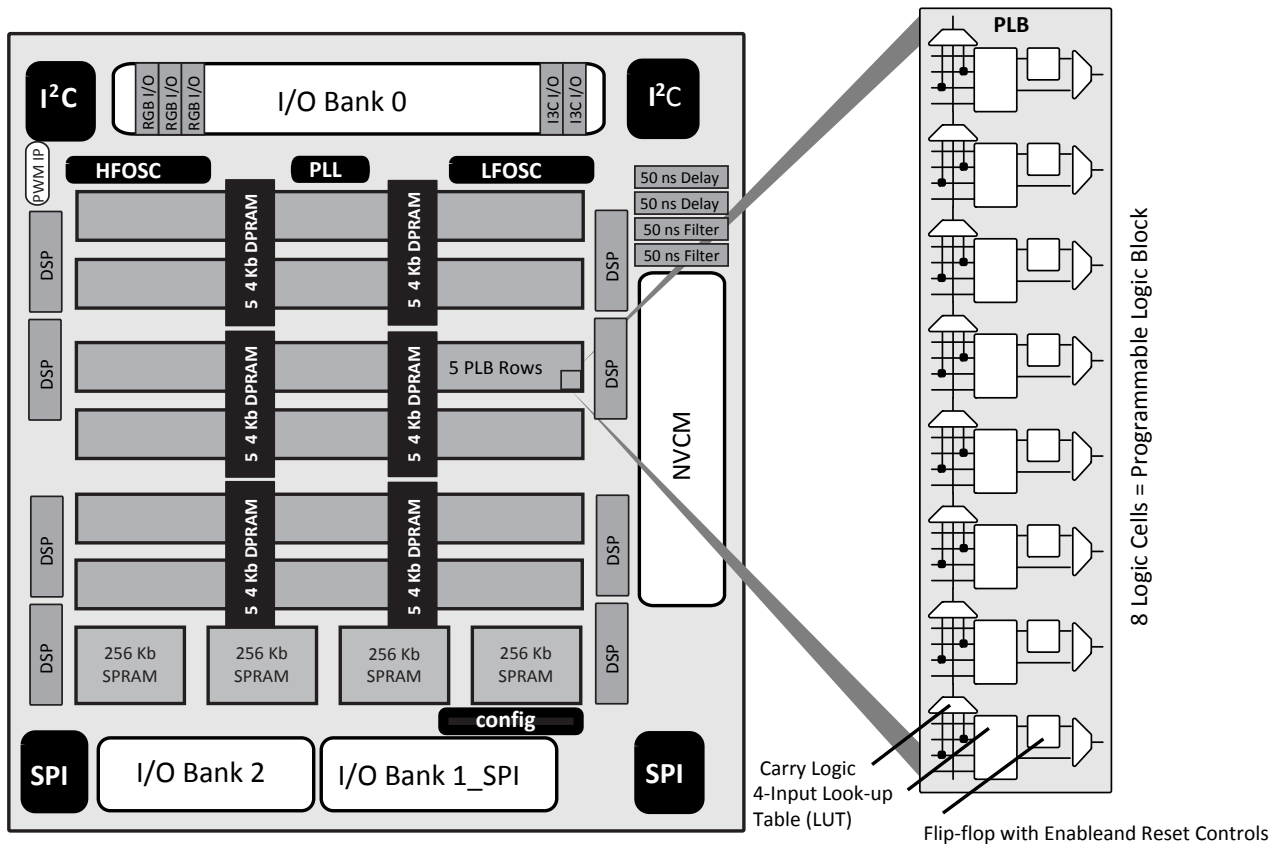 PLB
I²C
RGB I/O
RGB I/O
RGB I/O
I/O Bank 0
I3C I/O
I3C I/O
I²C
PWM IP
HFOSC
PLL
LFOSC
50 ns Delay
50 ns Delay
50 ns Filter
50 ns Filter
DSP
5 4 Kb DPRAM
5 4 Kb DPRAM
DSP
DSP
5 4 Kb DPRAM
5 4 Kb DPRAM
5 PLB Rows
DSP
NVCM
8 Logic Cells = Programmable Logic Block
DSP
5 4 Kb DPRAM
5 4 Kb DPRAM
DSP
DSP
256 Kb
SPRAM
256 Kb
SPRAM
256 Kb
SPRAM
256 Kb
SPRAM
DSP
config
SPI
I/O Bank 2
I/O Bank 1_SPI
SPI
Carry Logic
4-Input Look-up
Table (LUT)
Flip-flop with Enableand Reset Controls